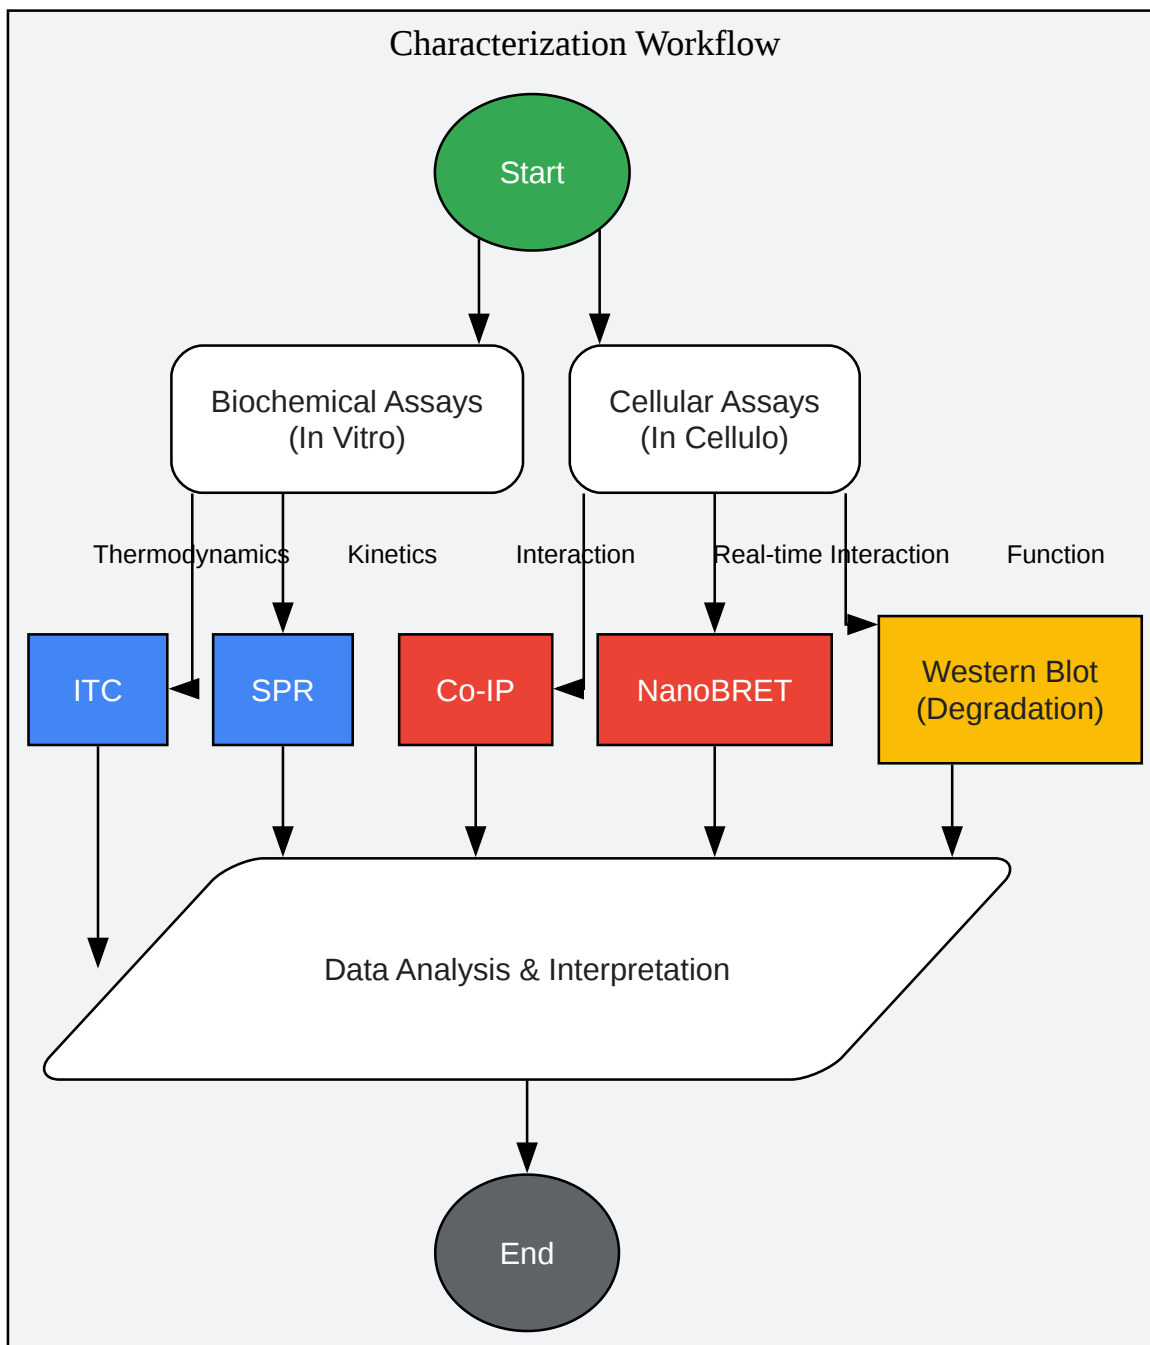 Characterization Workflow
Start
Biochemical Assays
(In Vitro)
Cellular Assays
(In Cellulo)
Thermodynamics
Kinetics
Interaction
Real-time Interaction
Function
ITC
SPR
Co-IP
NanoBRET
Western Blot
(Degradation)
Data Analysis & Interpretation
End